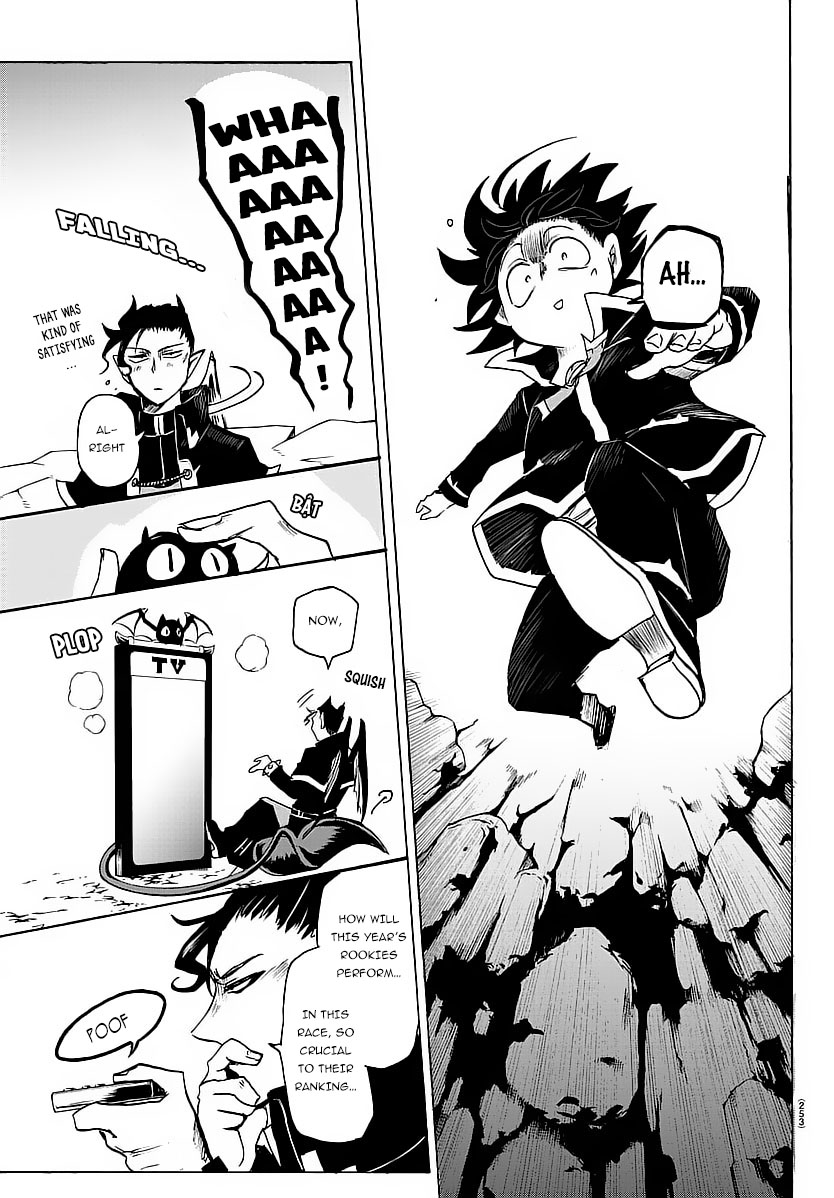 AH...
WHA
AAA
AAA
AA
AA
AA
A
!
FALLING...
THAT WAS
KIND OF
SATISFYING
...
AL-
RIGHT
BẬT
PLOP
TV
NOW,
SQUISH
HOW WILL
THIS YEAR'S
ROOKIES
PERFORM...
IN THIS
RACE, SO
CRUCIAL
TO THEIR
RANKING...
POOF
(253)